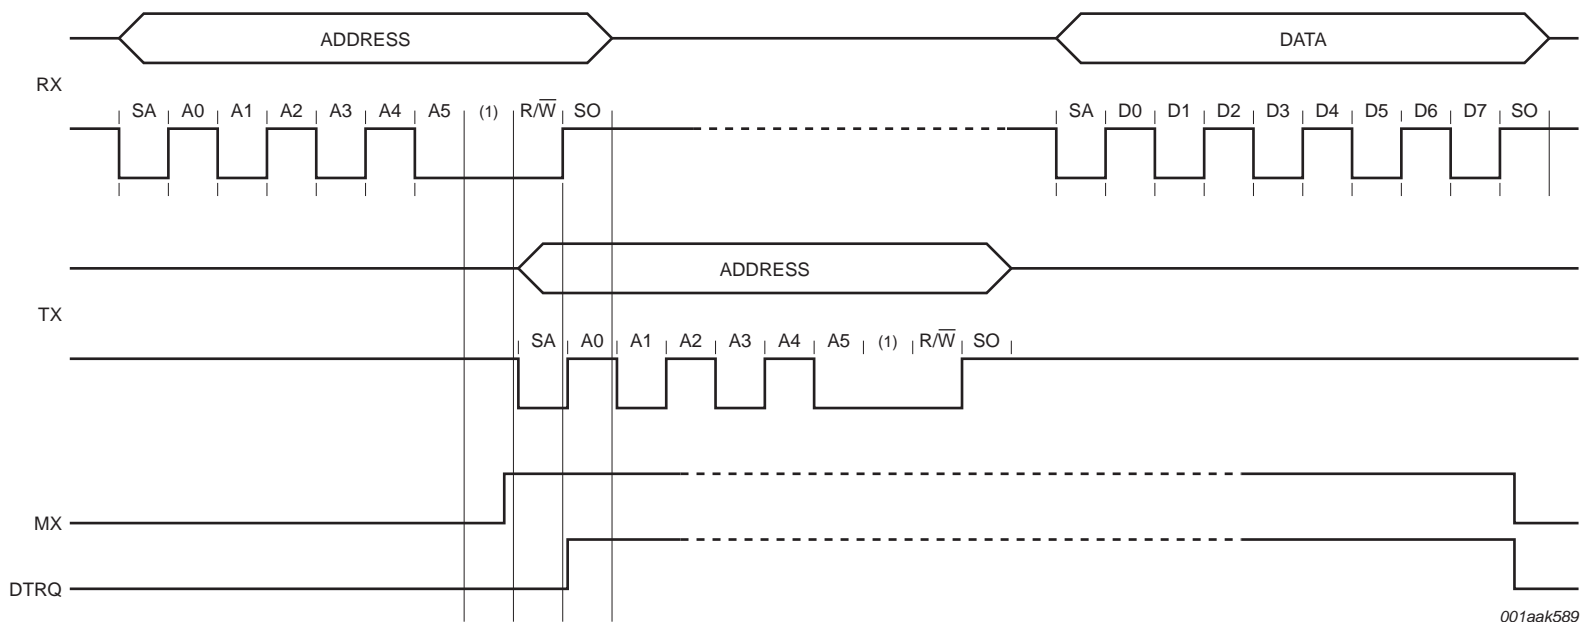 ADDRESS DATA
RX
SA A0 A1 A2 A3 A4 A5 (1) R/W̅ SO SA D0 D1 D2 D3 D4 D5 D6 D7 SO
ADDRESS
TX
SA A0 A1 A2 A3 A4 A5 (1) R/W̅ SO
MX
DTRQ
001aak589